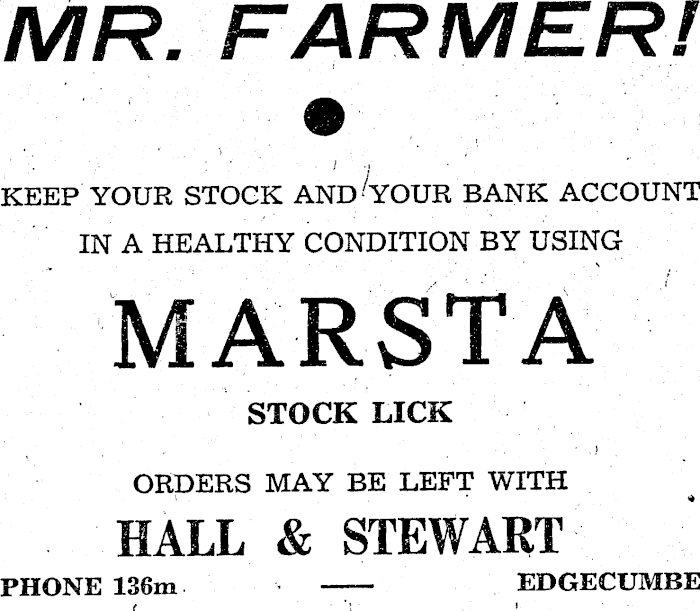 MR. FARMER!
KEEP YOUR STOCK AND YOUR BANK ACCOUNT
IN A HEALTHY CONDITION BY USING
MARSTA
STOCK LICK
ORDERS MAY BE LEFT WITH
HALL & STEWART
PHONE 136m — EDGECUMBE